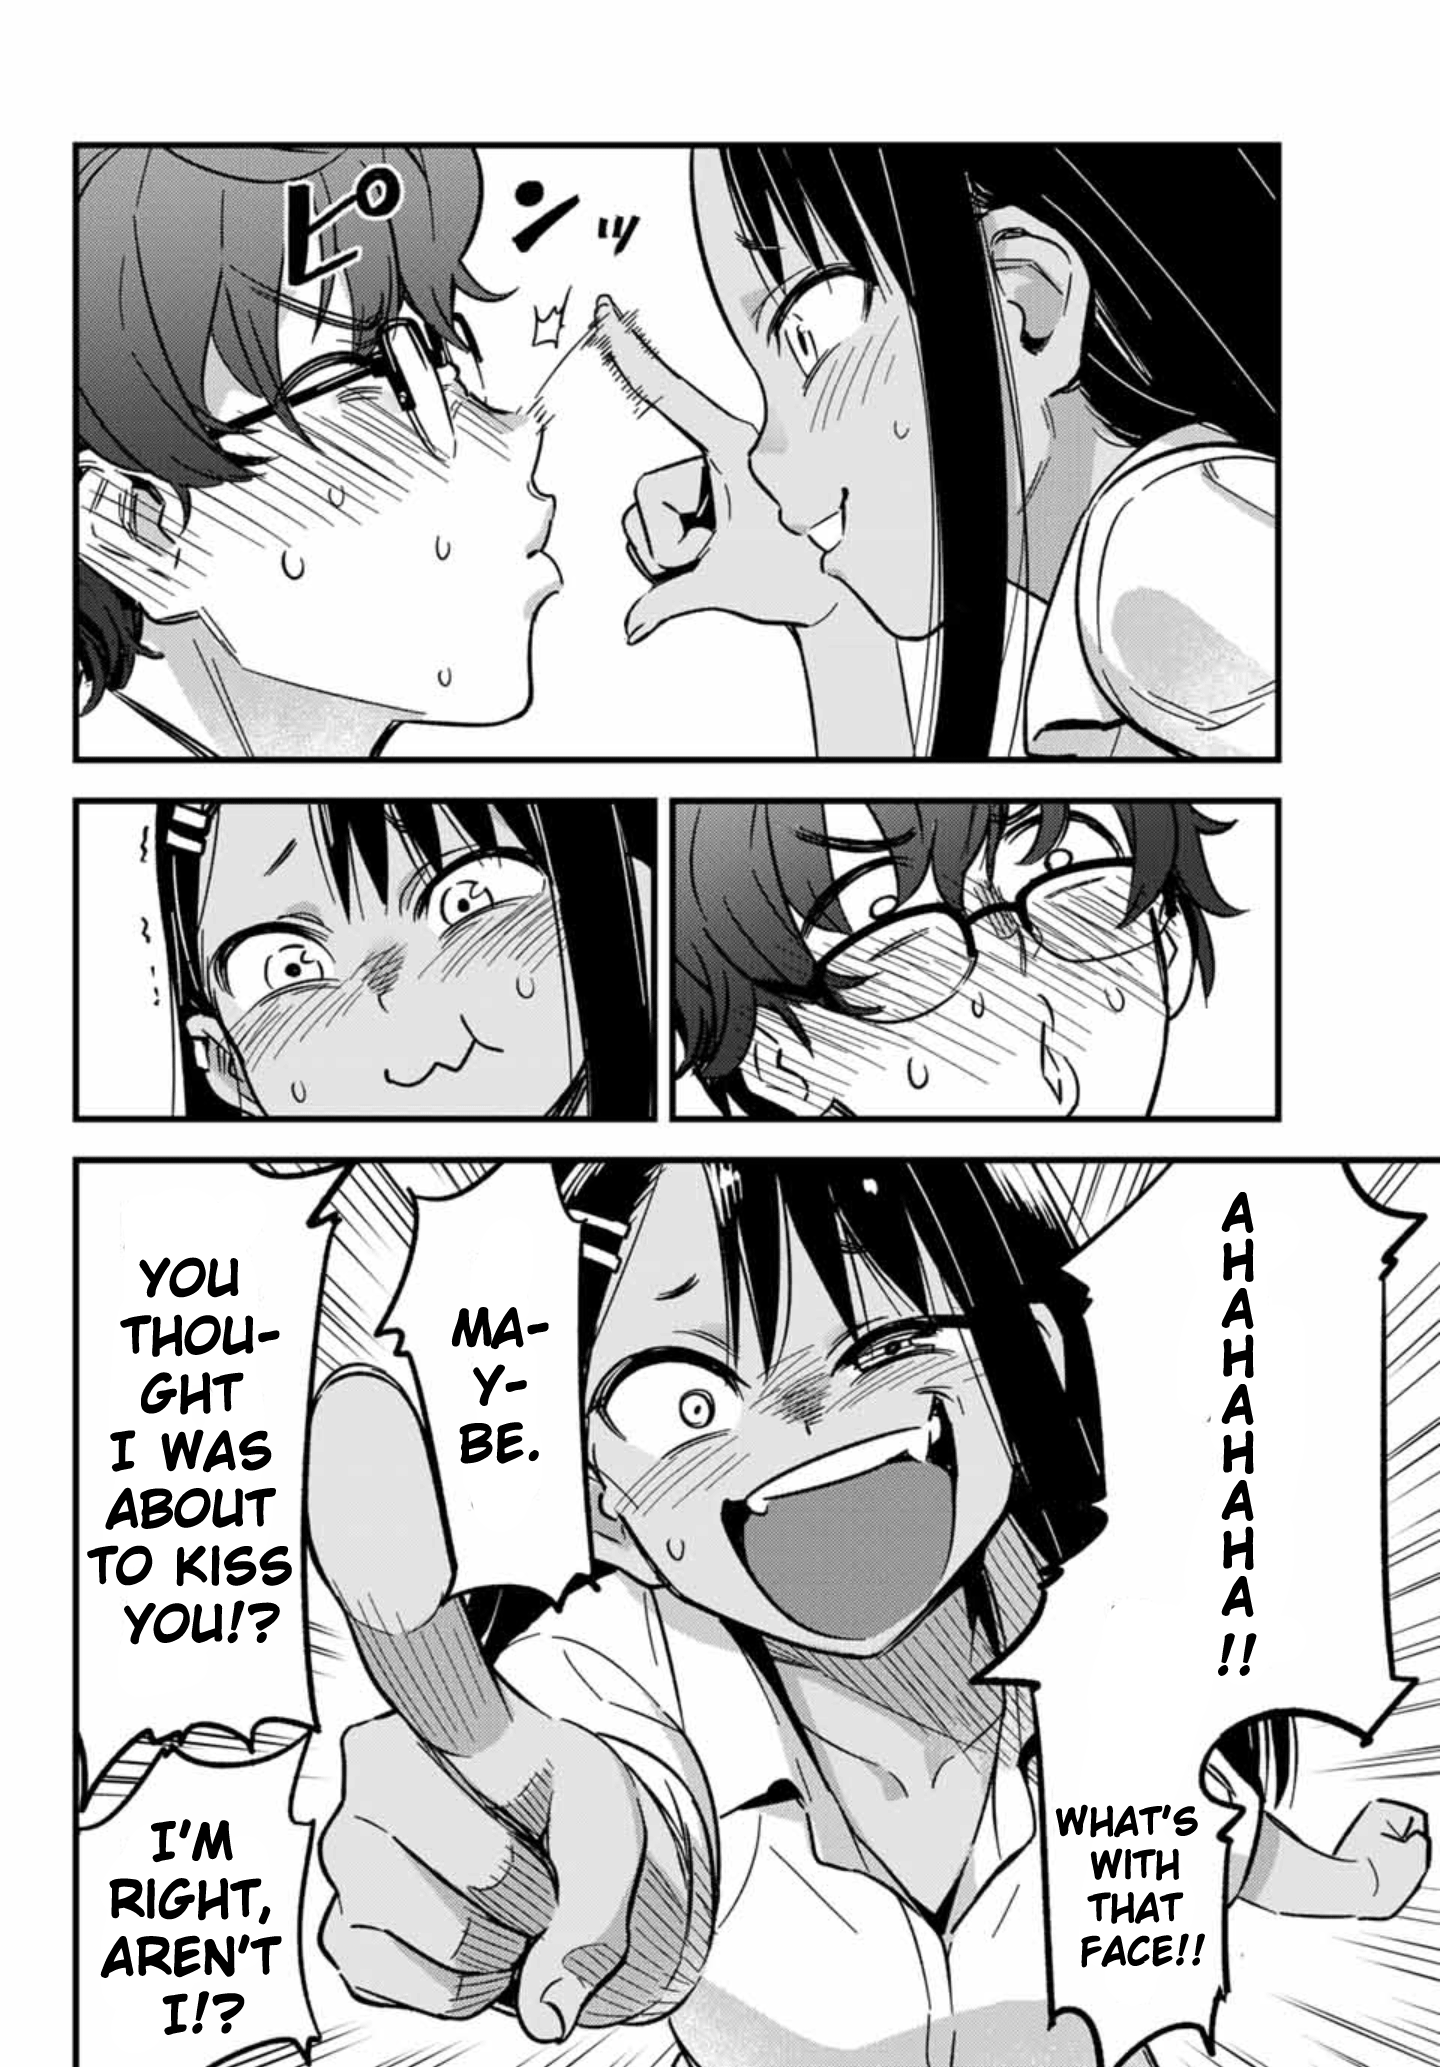 ピンッ
A
H
A
H
A
H
A
H
A
!!
WHAT'S
WITH
THAT
FACE!!
MA-
Y-
BE.
YOU
THOU-
GHT
I WAS
ABOUT
TO KISS
YOU!?
I'M
RIGHT,
AREN'T
I!?